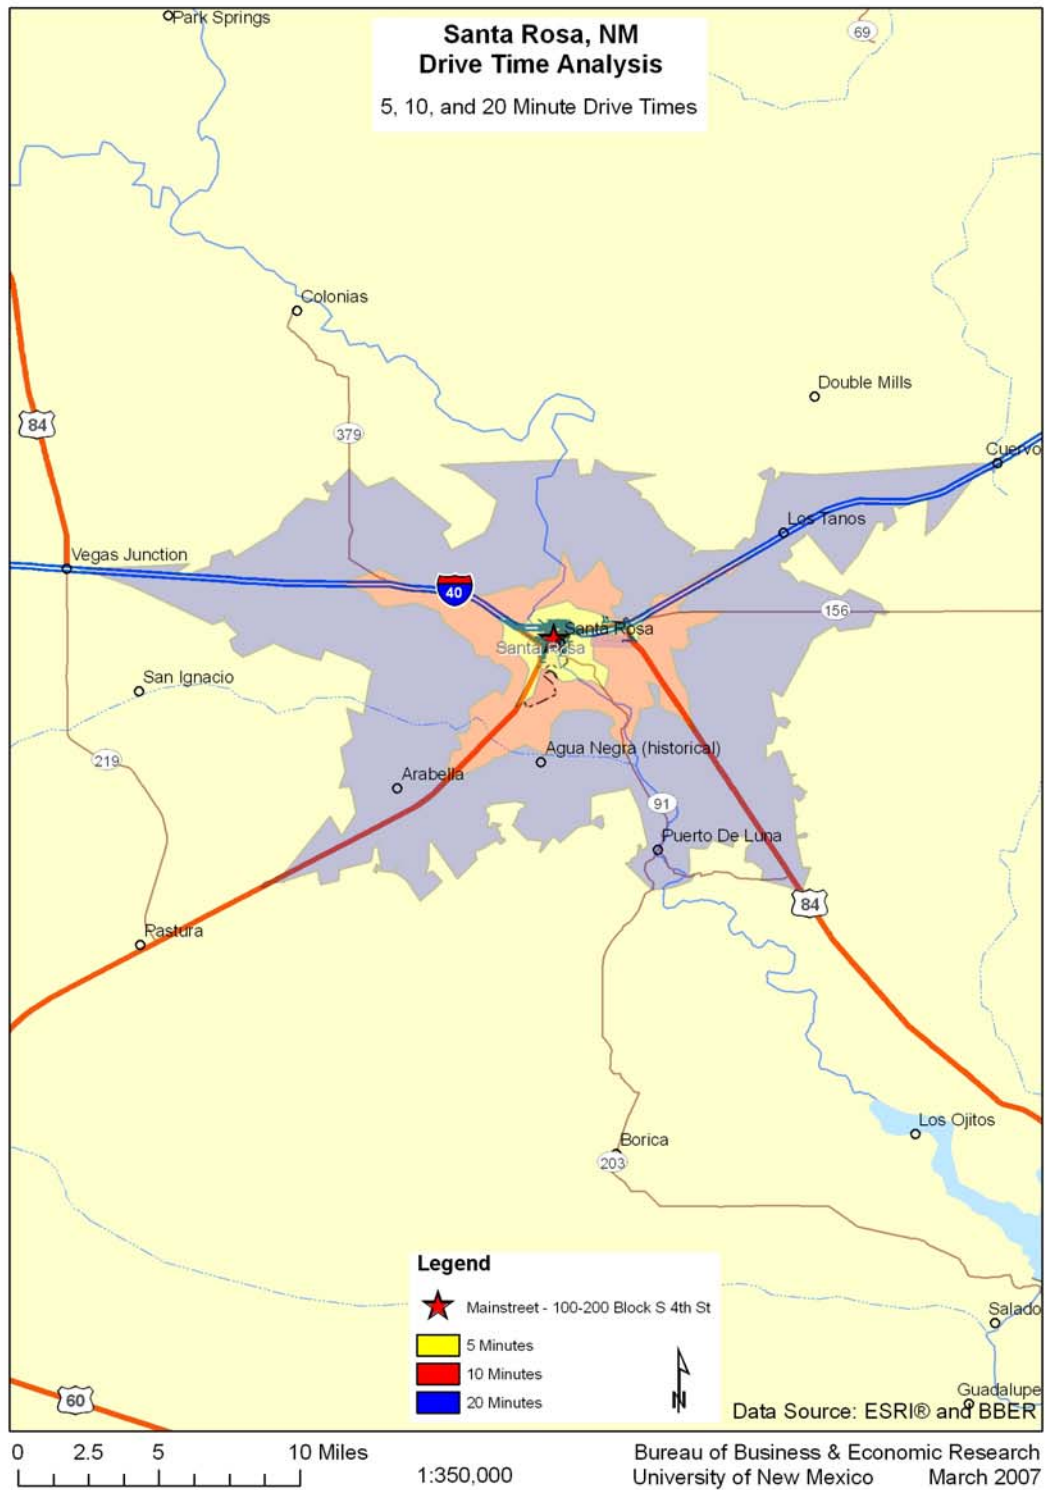 Park Springs
Santa Rosa, NM
Drive Time Analysis
5, 10, and 20 Minute Drive Times
69
Colonias
Double Mills
84
379
Cuervo
Los Tanos
Vegas Junction
40
156
Santa Rosa
Santa Rosa
San Ignacio
219
Agua Negra (historical)
Arabella
91
Puerto De Luna
84
Pastura
Los Ojitos
Borica
203
Legend
Mainstreet - 100-200 Block S 4th St
5 Minutes
10 Minutes
20 Minutes
N
Salado
60
Guadalupe
Data Source: ESRI® and BBER
0 2.5 5 10 Miles
1:350,000
Bureau of Business & Economic Research
University of New Mexico March 2007